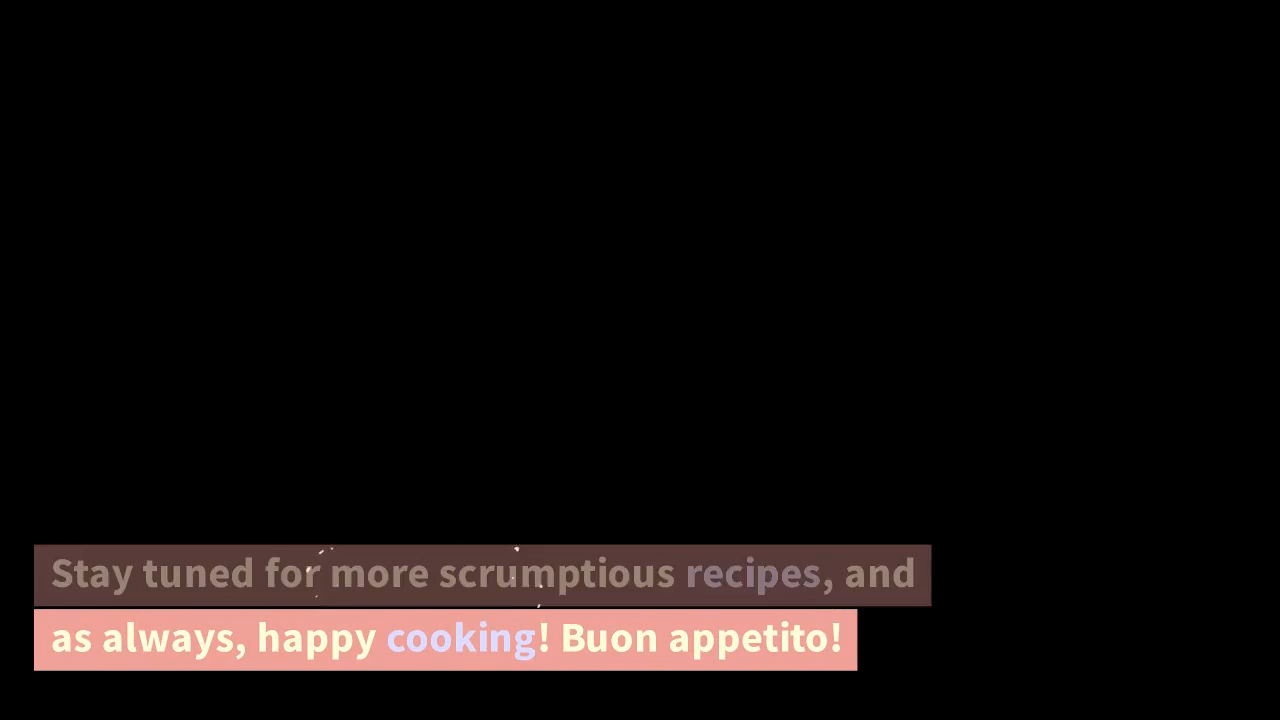 Stay tuned for more scrumptious recipes, and
as always, happy cooking! Buon appetito!